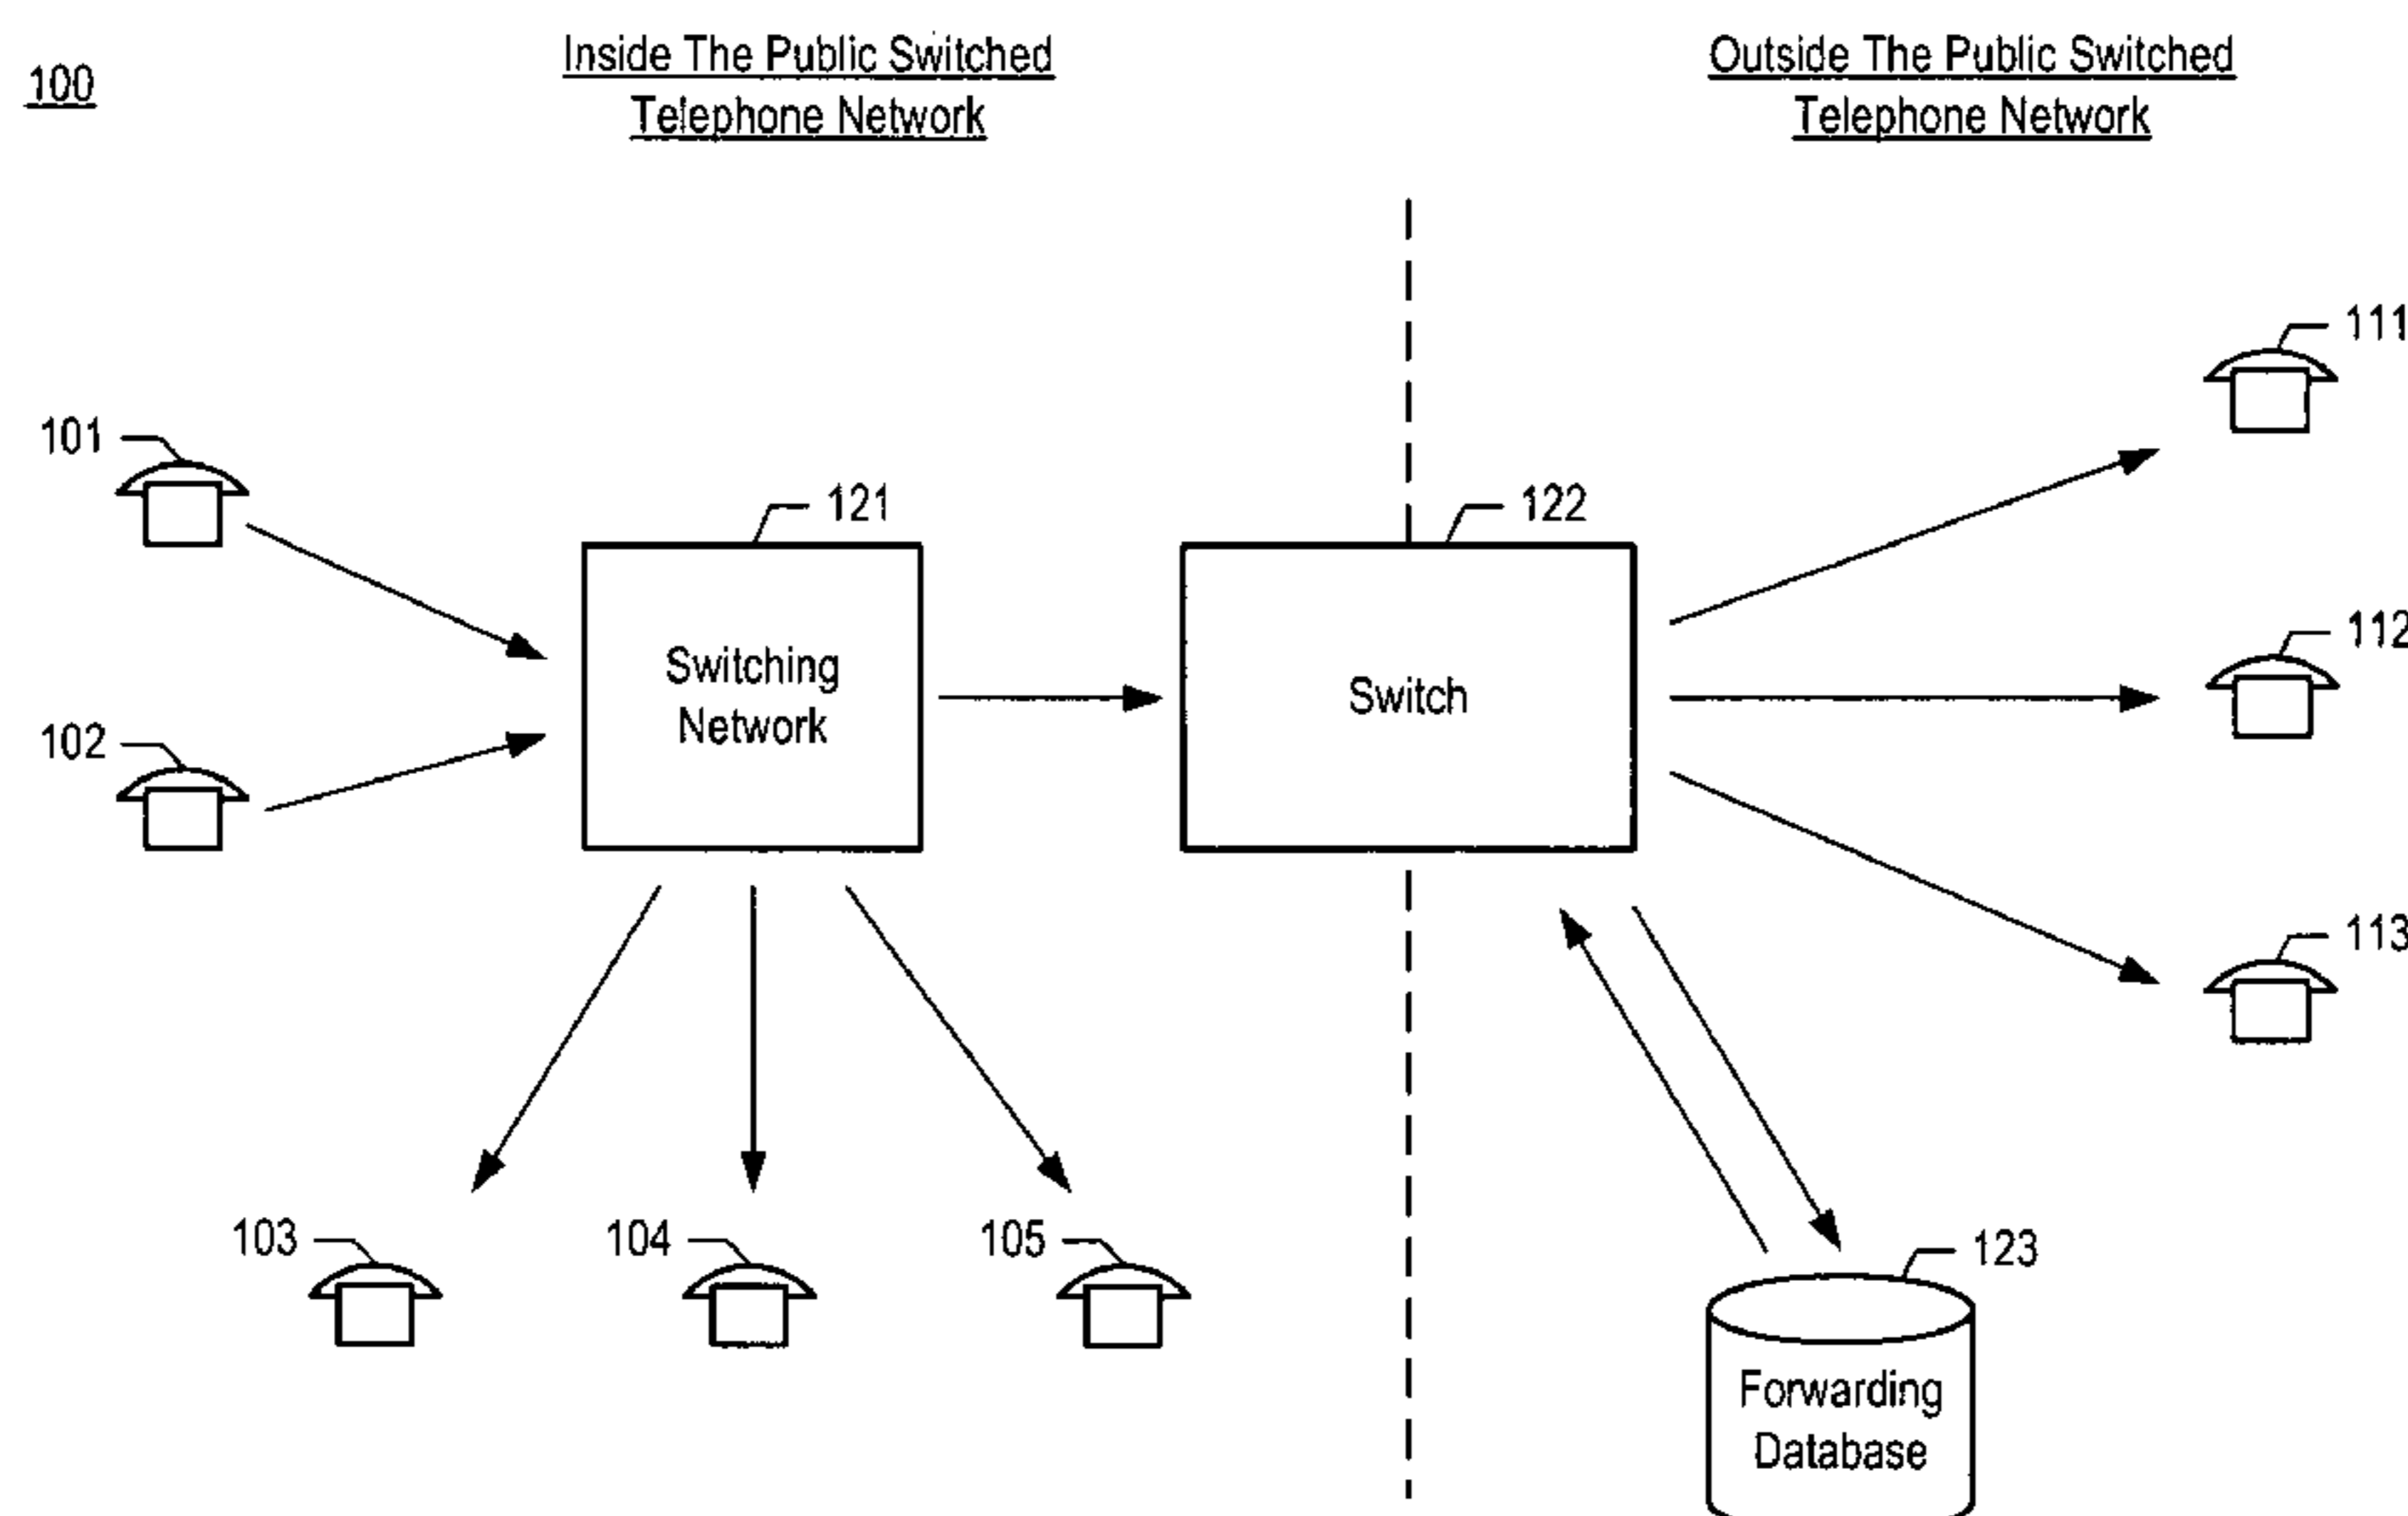 100
Inside The Public Switched
Telephone Network
Outside The Public Switched
Telephone Network
111
101
121
122
112
102
Switching
Network
Switch
113
103
104
105
123
Forwarding
Database